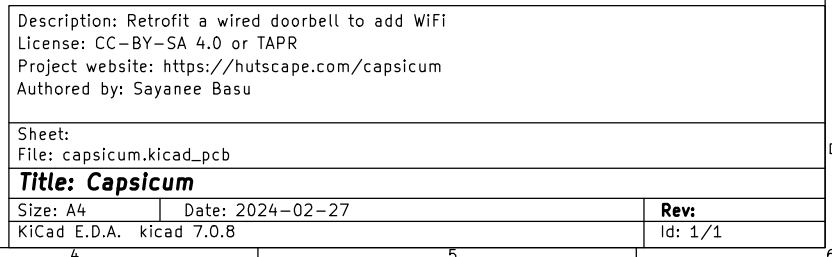 Description: Retrofit a wired doorbell to add WiFi
License: CC-BY-SA 4.0 or TAPR
Project website: https://hutscape.com/capsicum
Authored by: Sayanee Basu
Sheet:
File: capsicum.kicad_pcb
Title: Capsicum
Size: A4 Date: 2024-02-27 Rev:
KiCad E.D.A. kicad 7.0.8 Id: 1/1
4 5 6